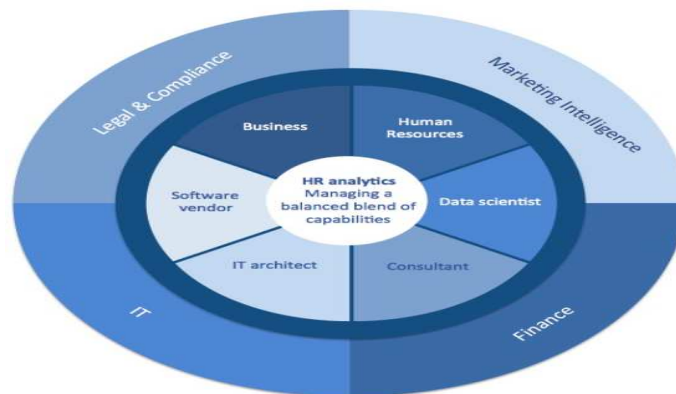 Legal & Compliance
Marketing Intelligence
Business
Human
Resources
Software
vendor
HR analytics
Managing a
balanced blend of
capabilities
Data scientist
IT architect
Consultant
IT
Finance